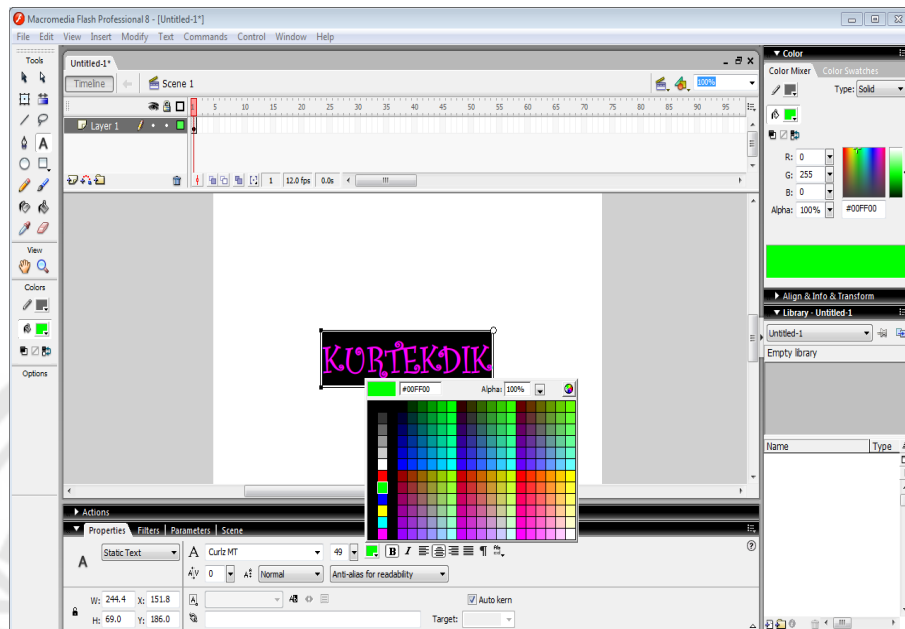 Macromedia Flash Professional 8 - [Untitled-1*]
File Edit View Insert Modify Text Commands Control Window Help
Tools
View
Colors
Options
Untitled-1*
Timeline Scene 1 100%
5 10 15 20 25 30 35 40 45 50 55 60 65 70 75 80 85 90 95
Layer 1
1 12.0 fps 0.0s
KURTEKDIK
#00FF00 Alpha: 100%
Actions
Properties Filters Parameters Scene
A Static Text A Curlz MT 49 B I
A/V 0 Normal Anti-alias for readability
W: 244.4 X: 151.8 Auto kern
H: 69.0 Y: 186.0 Target:
Color
Color Mixer Color Swatches
Type: Solid
R: 0
G: 255
B: 0
Alpha: 100% #00FF00
Align & Info & Transform
Library - Untitled-1
Untitled-1
Empty library
Name Type